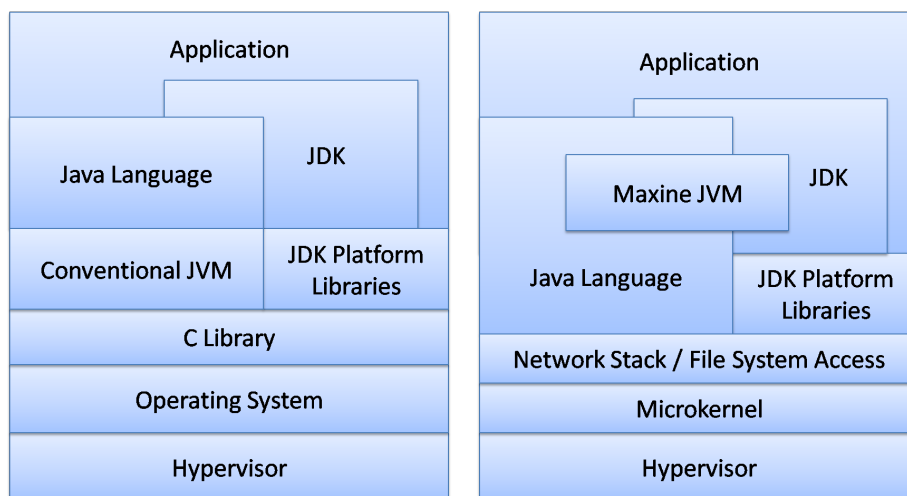 Application
JDK
Java Language
Conventional JVM
JDK Platform
Libraries
C Library
Operating System
Hypervisor
Application
JDK
Maxine JVM
Java Language
JDK Platform
Libraries
Network Stack / File System Access
Microkernel
Hypervisor